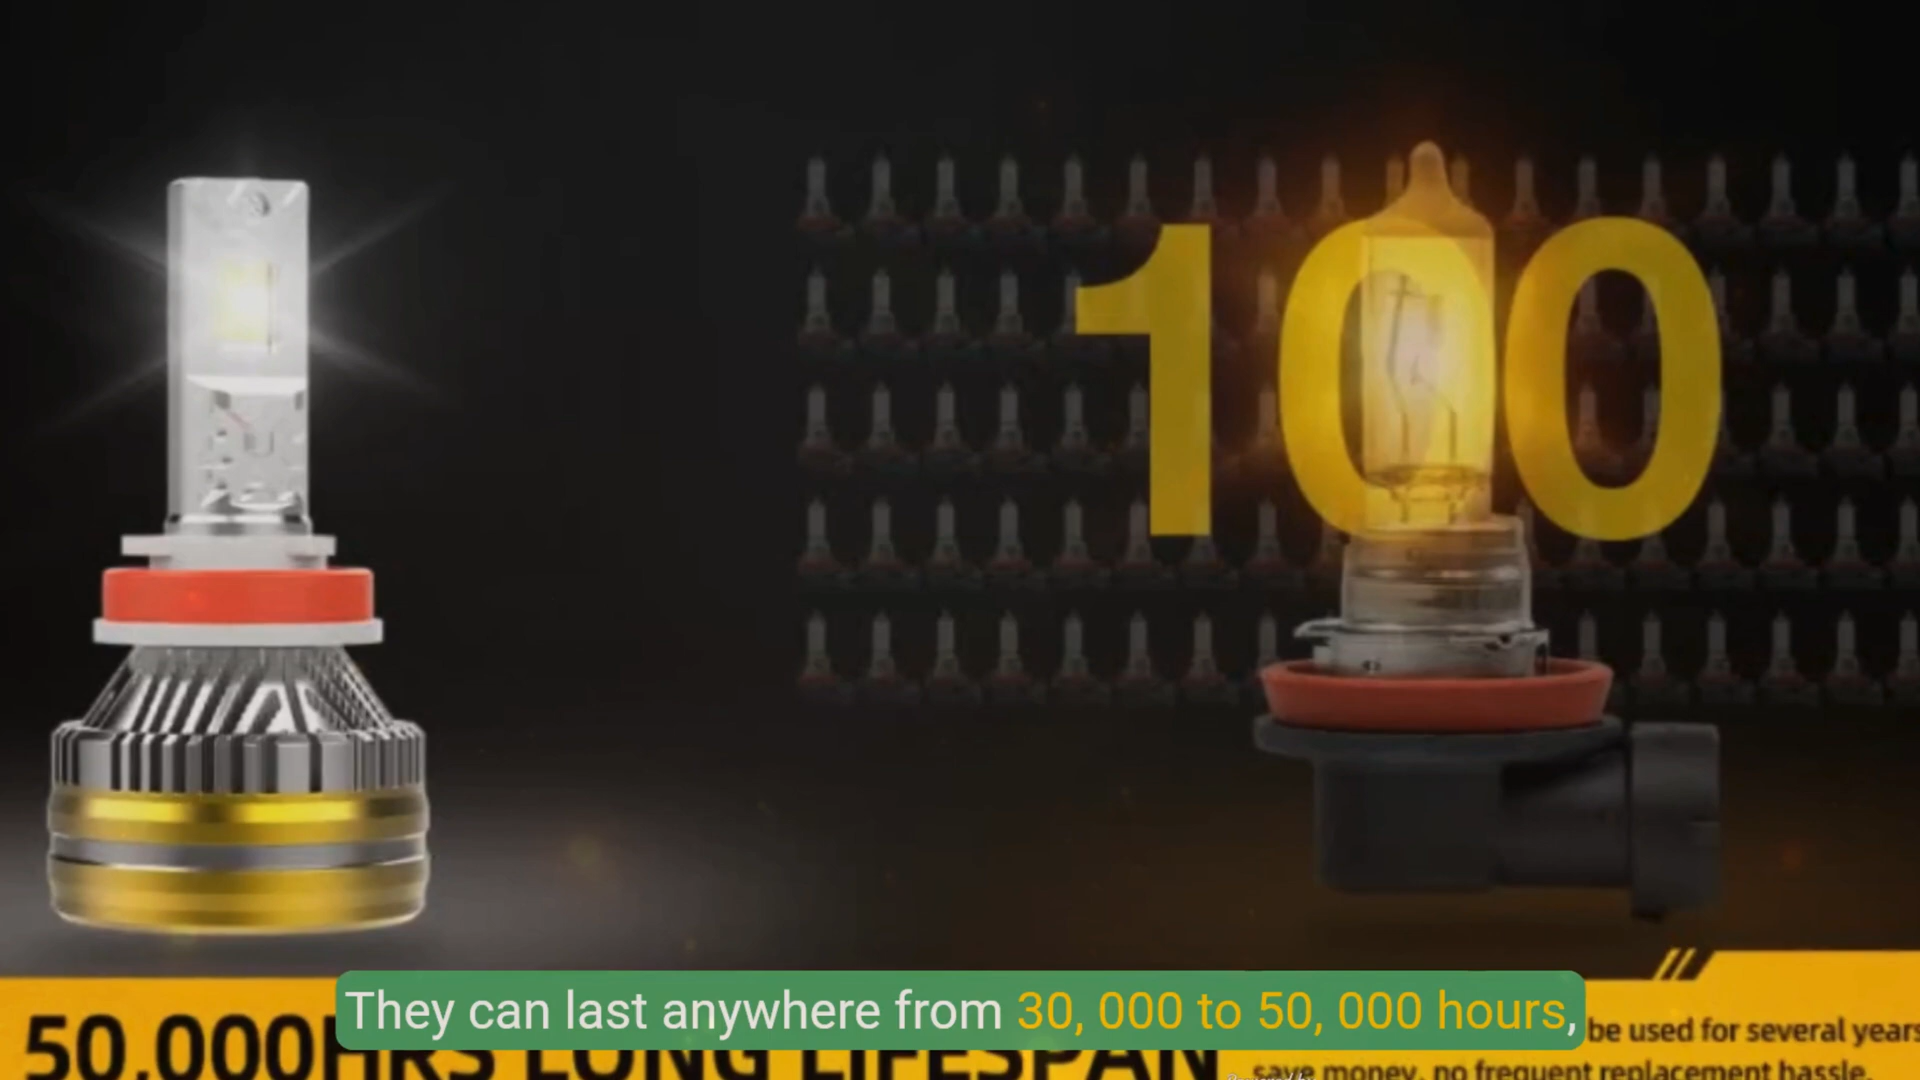 100
They can last anywhere from 30, 000 to 50, 000 hours,
50,000HRS LONG LIFESPAN
be used for several years
save money, no frequent replacement hassle.